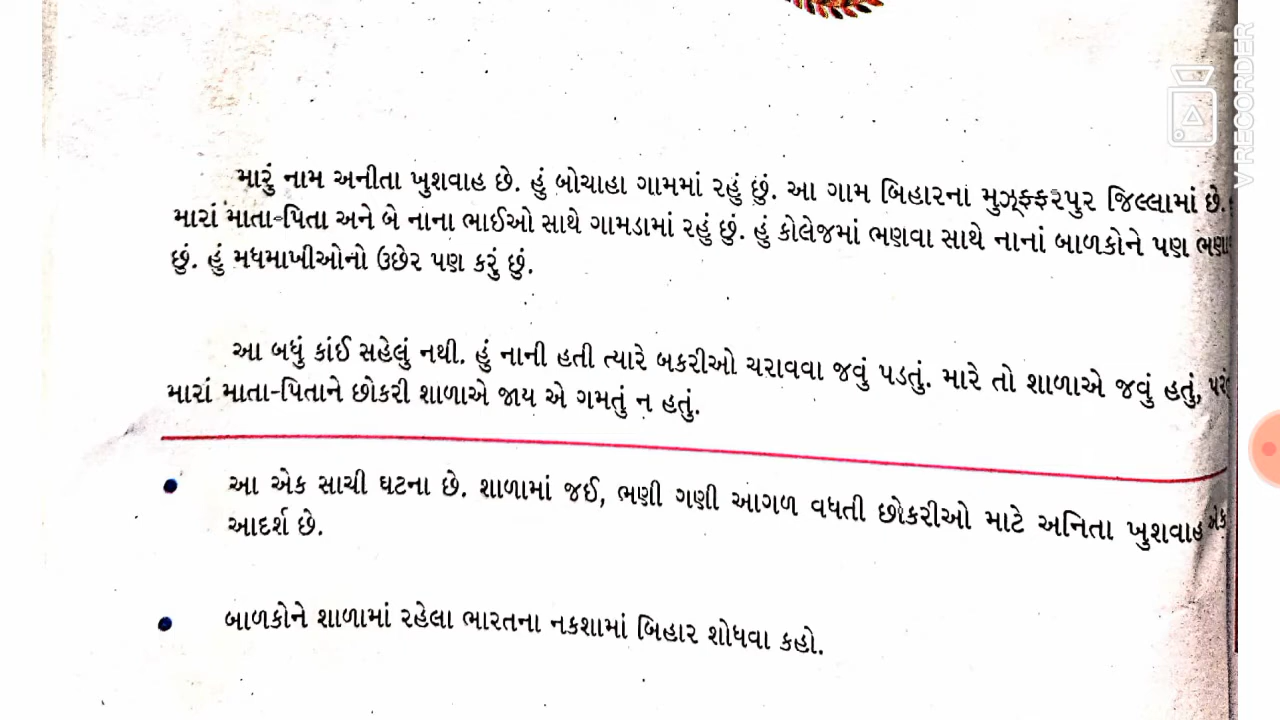 મારું નામ અનીતા ખુશવાહ છે. હું બોચાહા ગામમાં રહું છું. આ ગામ બિહારના મુઝફ્ફરપુર જિલ્લામાં છે.
મારાં માતા-પિતા અને બે નાના ભાઈઓ સાથે ગામડામાં રહું છું. હું કોલેજમાં ભણવા સાથે નાનાં બાળકોને પણ
છું. હું મધમાખીઓનો ઉછેર પણ કરું છું.
આ બધું કાંઈ સહેલું નથી. હું નાની હતી ત્યારે બકરીઓ ચરાવવા જવું પડતું. મારે તો શાળાએ જવું હતું,
મારાં માતા-પિતાને છોકરી શાળાએ જાય એ ગમતું ન હતું.
આ એક સાચી ઘટના છે. શાળામાં જઈ, ભણી ગણી આગળ વધતી છોકરીઓ માટે અનિતા ખુશવાહ એક
આદર્શ છે.
બાળકોને શાળામાં રહેલા ભારતના નકશામાં બિહાર શોધવા કહો.
V RECORDER